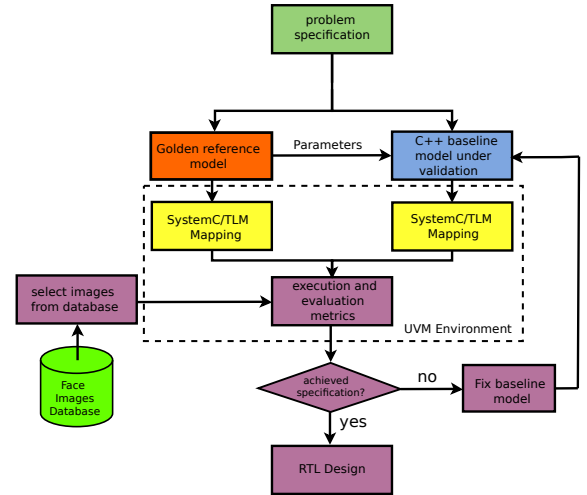 problem
specification
Golden reference
model
Parameters
C++ baseline
model under
validation
SystemC/TLM
Mapping
SystemC/TLM
Mapping
select images
from database
execution and
evaluation
metrics
UVM Environment
Face
Images
Database
achieved
specification?
no
Fix baseline
model
yes
RTL Design